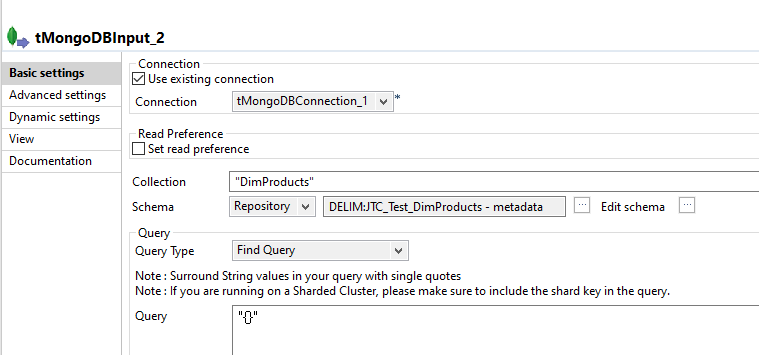 tMongoDBInput_2
Basic settings
Advanced settings
Dynamic settings
View
Documentation
Connection
Use existing connection
Connection tMongoDBConnection_1 *
Read Preference
Set read preference
Collection "DimProducts"
Schema Repository DELIM:JTC_Test_DimProducts - metadata ... Edit schema ...
Query
Query Type Find Query
Note : Surround String values in your query with single quotes
Note : If you are running on a Sharded Cluster, please make sure to include the shard key in the query.
Query "{}"